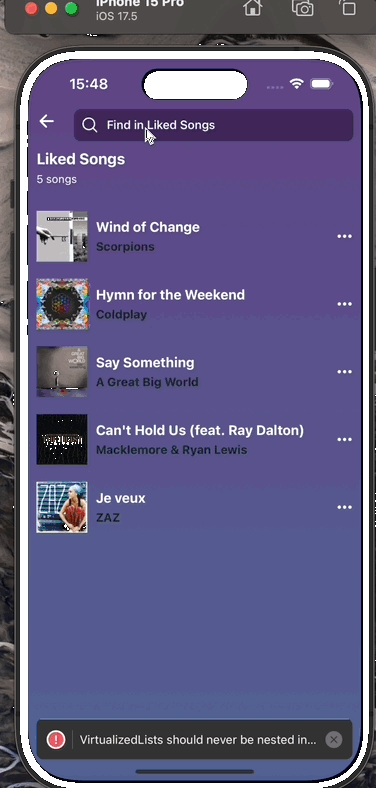 iPhone 15 Pro
iOS 17.5
15:48
Find in Liked Songs
Liked Songs
5 songs
Wind of Change
Scorpions
Hymn for the Weekend
Coldplay
Say Something
A Great Big World
Can't Hold Us (feat. Ray Dalton)
Macklemore & Ryan Lewis
ZAZ
Je veux
ZAZ
VirtualizedLists should never be nested in...